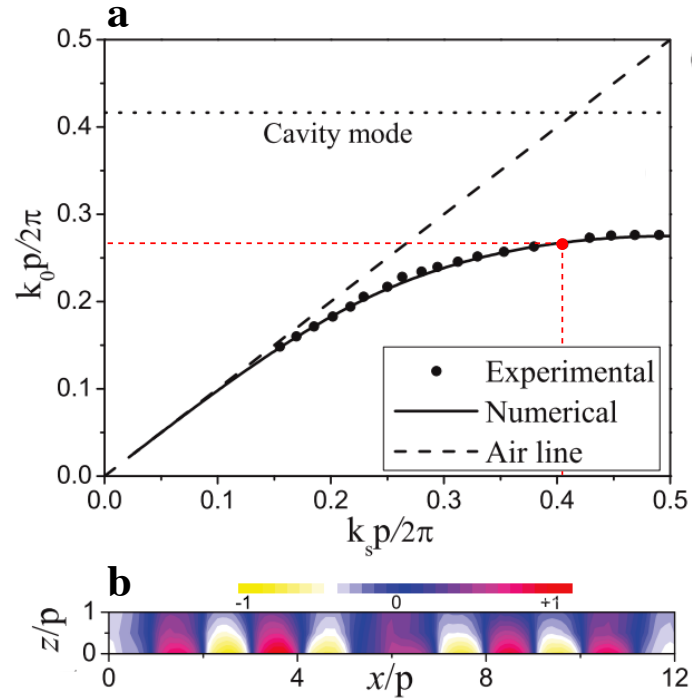 a
0.5
0.4
0.3
0.2
0.1
0.0
k₀p/2π
Cavity mode
Experimental
Numerical
Air line
0.0 0.1 0.2 0.3 0.4 0.5
kₛp/2π
b
-1 0 +1
1
0
z/p
0 4 8 12
x/p